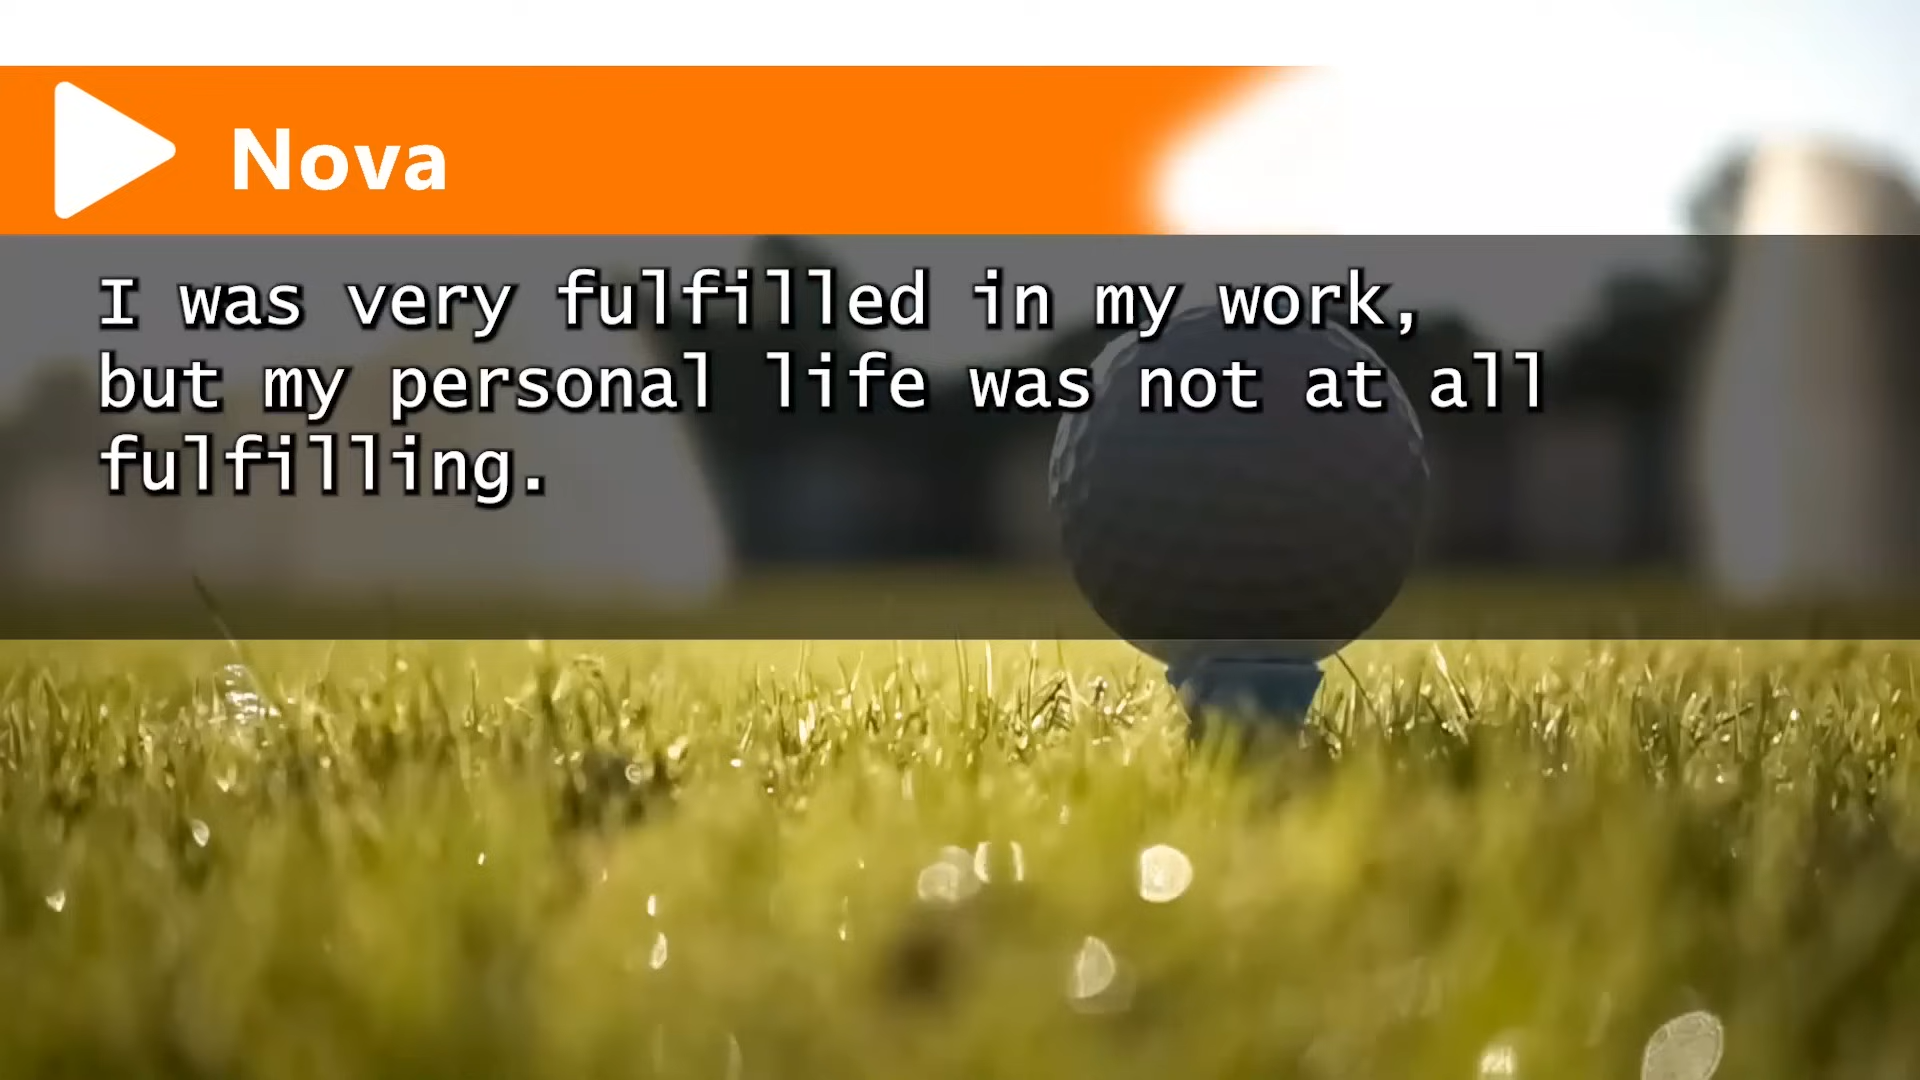 Nova
I was very fulfilled in my work,
but my personal life was not at all
fulfilling.